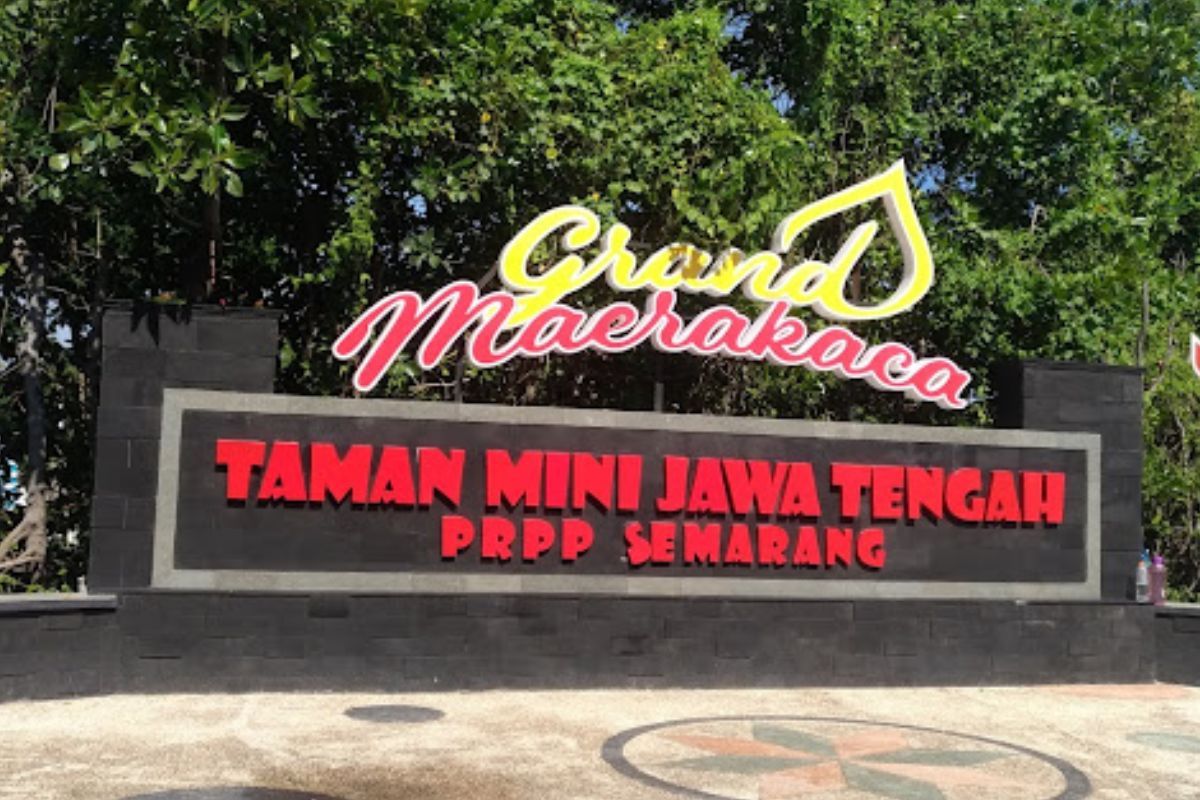 Grand
Maerakaca
TAMAN MINI JAWA TENGAH
PRPP SEMARANG